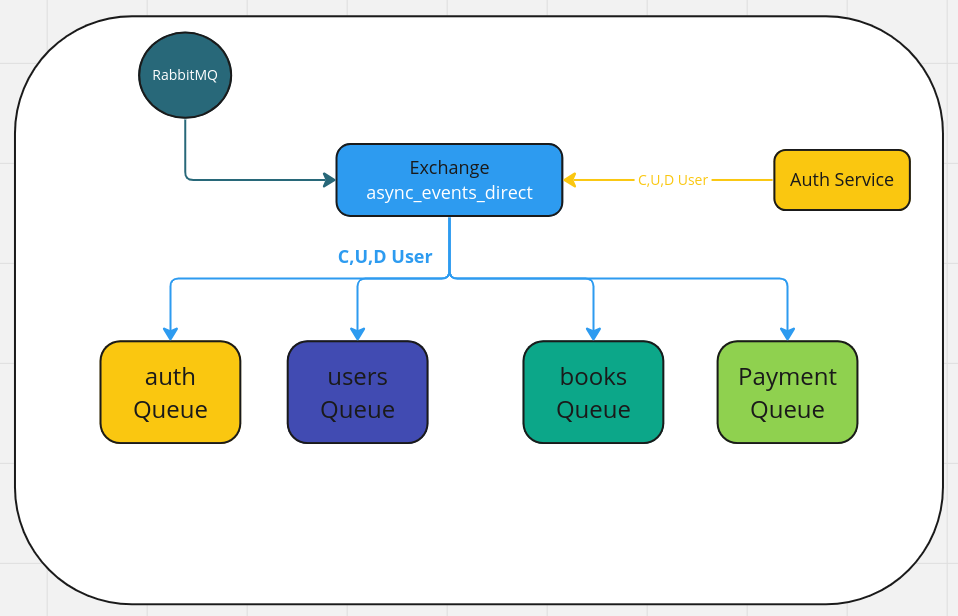 RabbitMQ
Exchange
async_events_direct
C,U,D User
Auth Service
C,U,D User
auth
Queue
users
Queue
books
Queue
Payment
Queue